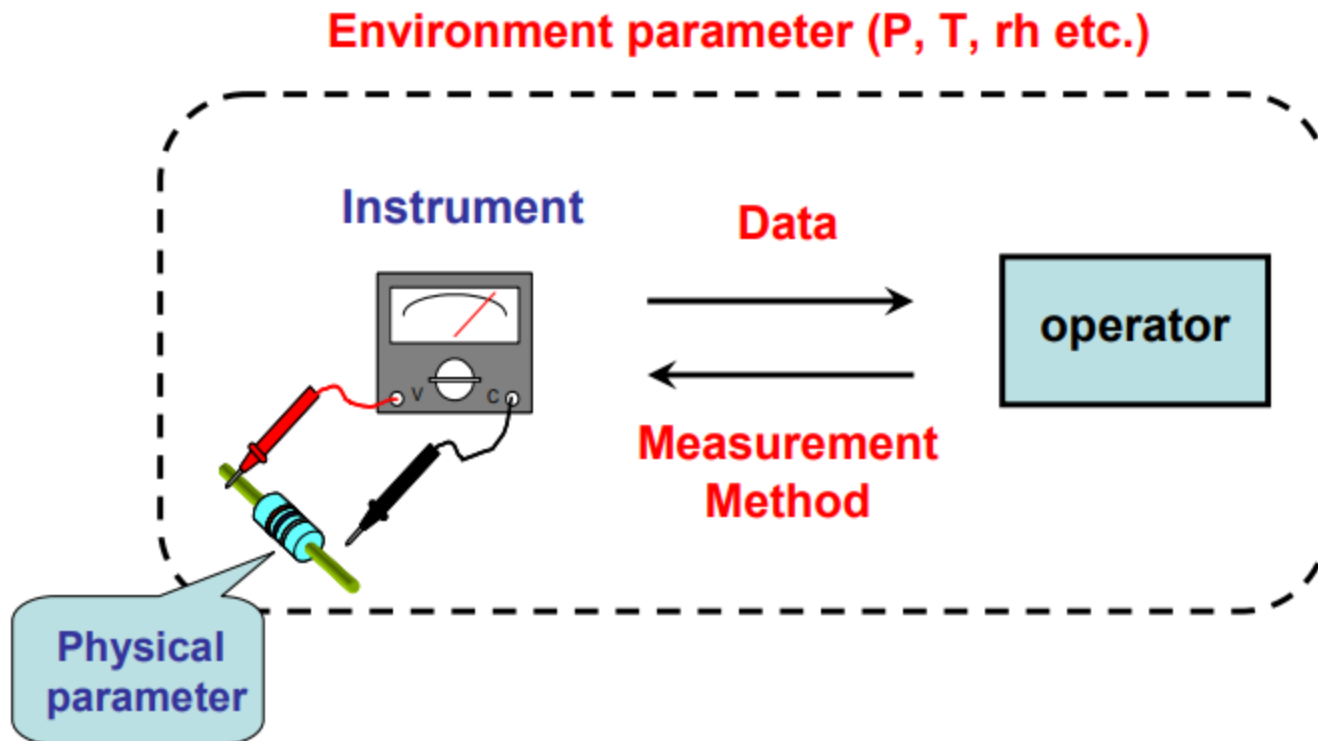 Environment parameter (P, T, rh etc.)
Instrument
Data
operator
V C
Measurement
Method
Physical
parameter